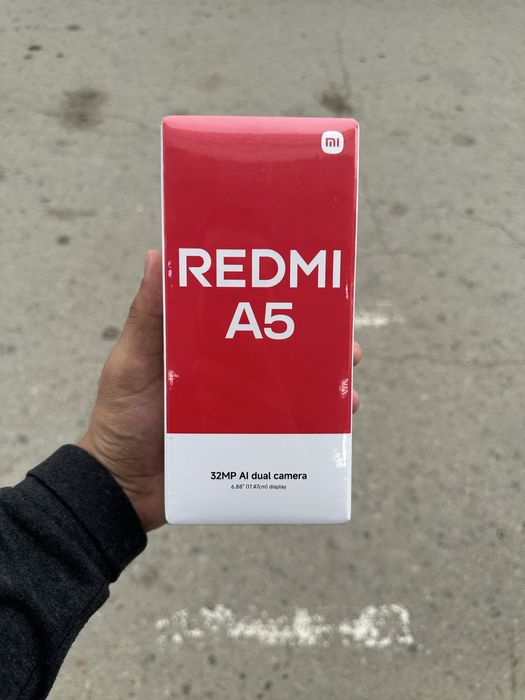 mi
REDMI
A5
32MP AI dual camera
6.88" (17.47cm) display